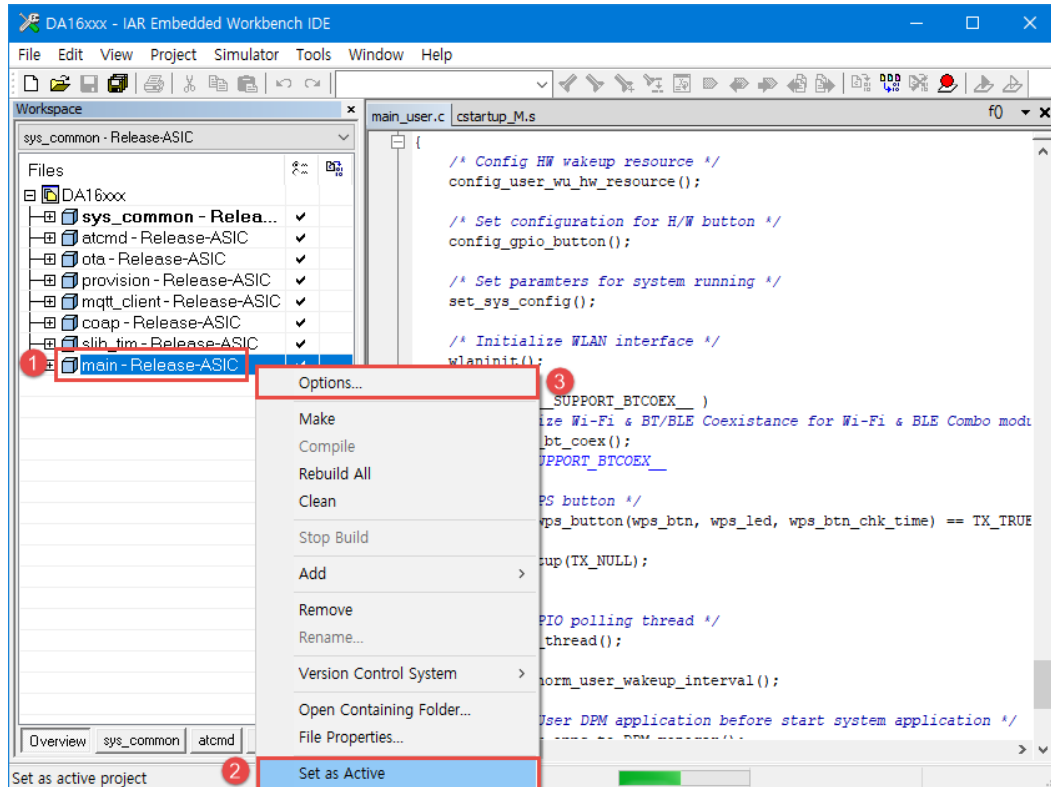 DA16xxx - IAR Embedded Workbench IDE
File Edit View Project Simulator Tools Window Help
Workspace
sys_common - Release-ASIC
Files
DA16xxx
sys_common - Relea...
atcmd - Release-ASIC
ota - Release-ASIC
provision - Release-ASIC
mqtt_client - Release-ASIC
coap - Release-ASIC
slib_tim - Release-ASIC
1
main - Release-ASIC
Overview sys_common atcmd
Set as active project
main_user.c cstartup_M.s
f()
{
/* Config HW wakeup resource */
config_user_wu_hw_resource();
/* Set configuration for H/W button */
config_gpio_button();
/* Set paramters for system running */
set_sys_config();
/* Initialize WLAN interface */
wlaninit();
__SUPPORT_BTCOEX__ )
ize Wi-Fi & BT/BLE Coexistance for Wi-Fi & BLE Combo modu
_bt_coex();
UPPORT_BTCOEX__
PS button */
wps_button(wps_btn, wps_led, wps_btn_chk_time) == TX_TRUE
tup(TX_NULL);
PIO polling thread */
_thread();
norm_user_wakeup_interval();
User DPM application before start system application */
Options...
3
Make
Compile
Rebuild All
Clean
Stop Build
Add
Remove
Rename...
Version Control System
Open Containing Folder...
File Properties...
2
Set as Active